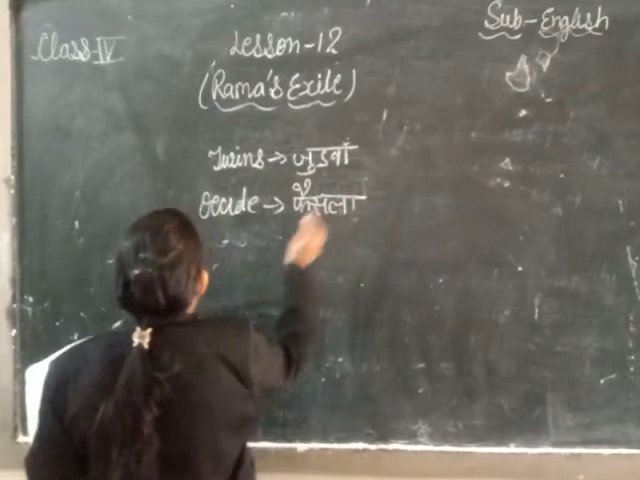 Class-IV
Lesson-12
Sub-English
(Rama's Exile)
Twins → जुड़वाँ
Decide → फैसला